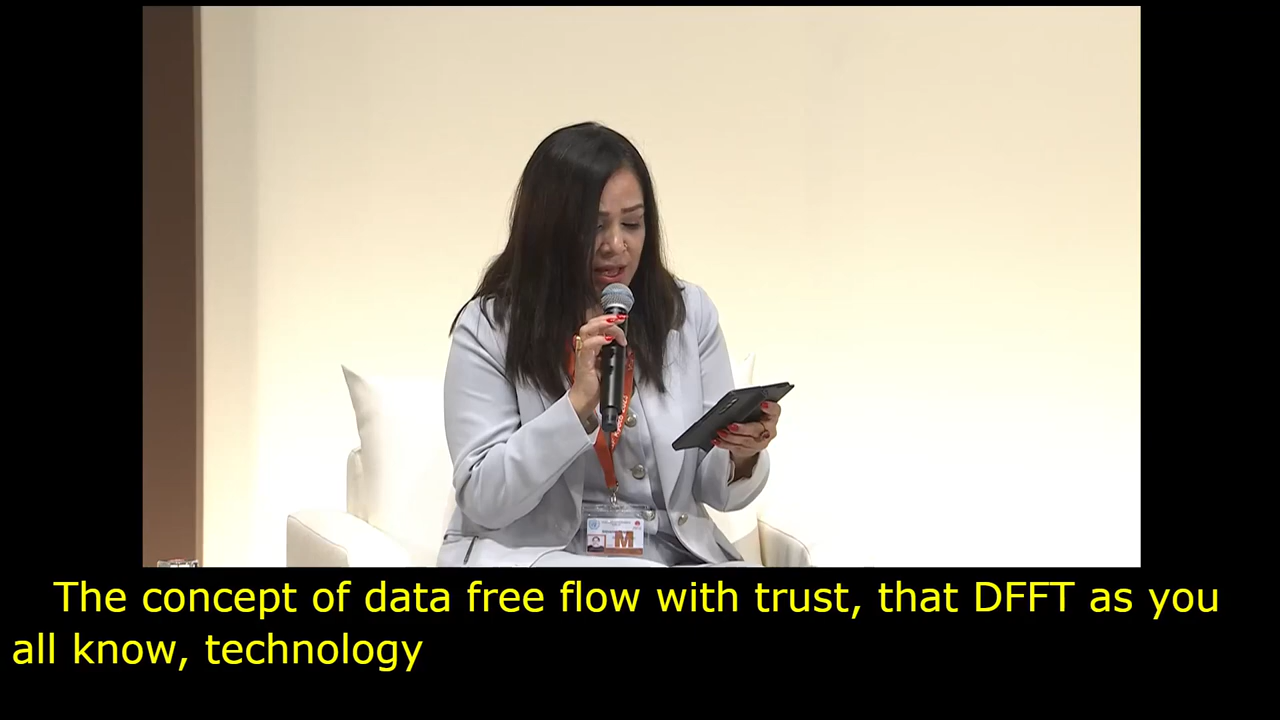 M
The concept of data free flow with trust, that DFFT as you
all know, technology